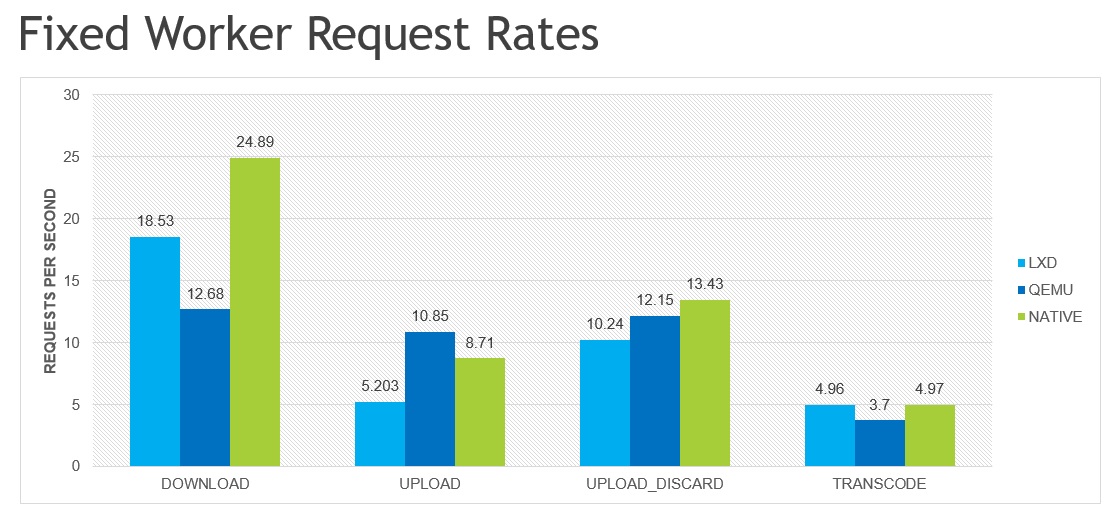 Fixed Worker Request Rates
REQUESTS PER SECOND
30
25
20
15
10
5
0
18.53
12.68
24.89
5.203
10.85
8.71
10.24
12.15
13.43
4.96
3.7
4.97
DOWNLOAD
UPLOAD
UPLOAD_DISCARD
TRANSCODE
LXD
QEMU
NATIVE